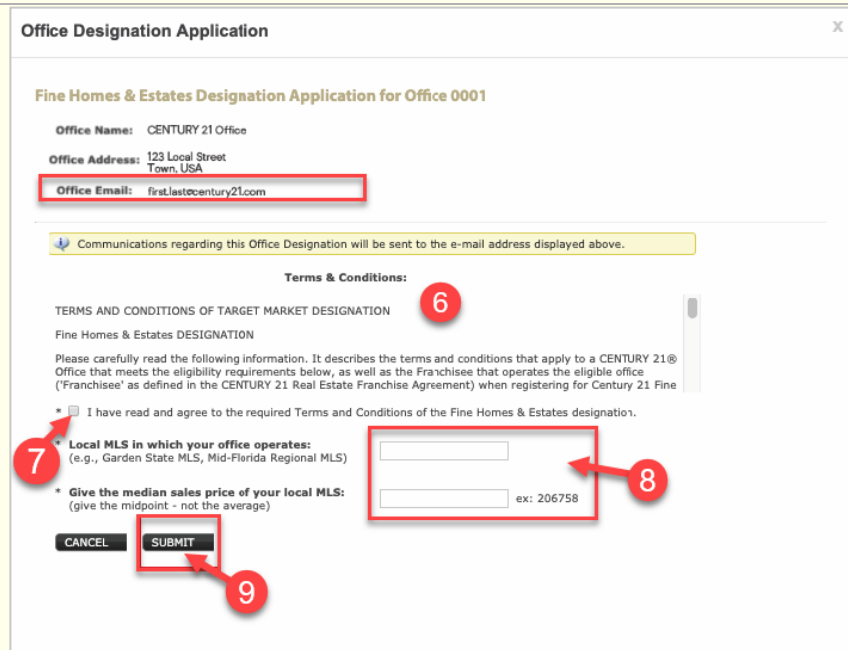 Office Designation Application
x
Fine Homes & Estates Designation Application for Office 0001
Office Name: CENTURY 21 Office
Office Address: 123 Local Street
Town, USA
Office Email: first.last@century21.com
Communications regarding this Office Designation will be sent to the e-mail address displayed above.
Terms & Conditions:
6
TERMS AND CONDITIONS OF TARGET MARKET DESIGNATION
Fine Homes & Estates DESIGNATION
Please carefully read the following information. It describes the terms and conditions that apply to a CENTURY 21®
Office that meets the eligibility requirements below, as well as the Franchisee that operates the eligible office
('Franchisee' as defined in the CENTURY 21 Real Estate Franchise Agreement) when registering for Century 21 Fine
* I have read and agree to the required Terms and Conditions of the Fine Homes & Estates designation.
7
* Local MLS in which your office operates:
(e.g., Garden State MLS, Mid-Florida Regional MLS)
8
* Give the median sales price of your local MLS:
(give the midpoint - not the average)
ex: 206758
CANCEL
SUBMIT
9